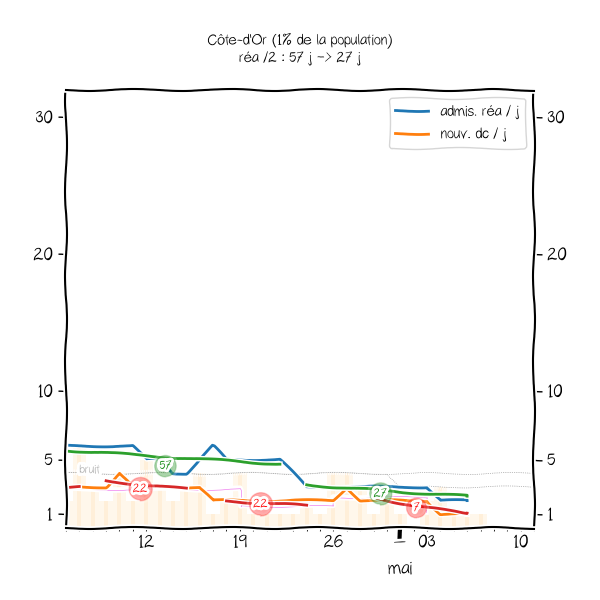 Côte-d'Or (1% de la population)
réa /2 : 57 j -> 27 j
admis. réa / j
nouv. dc / j
30 30
20 20
10 10
5 5
1 1
bruit
57
22
22
27
7
12 19 26 03 10
mai